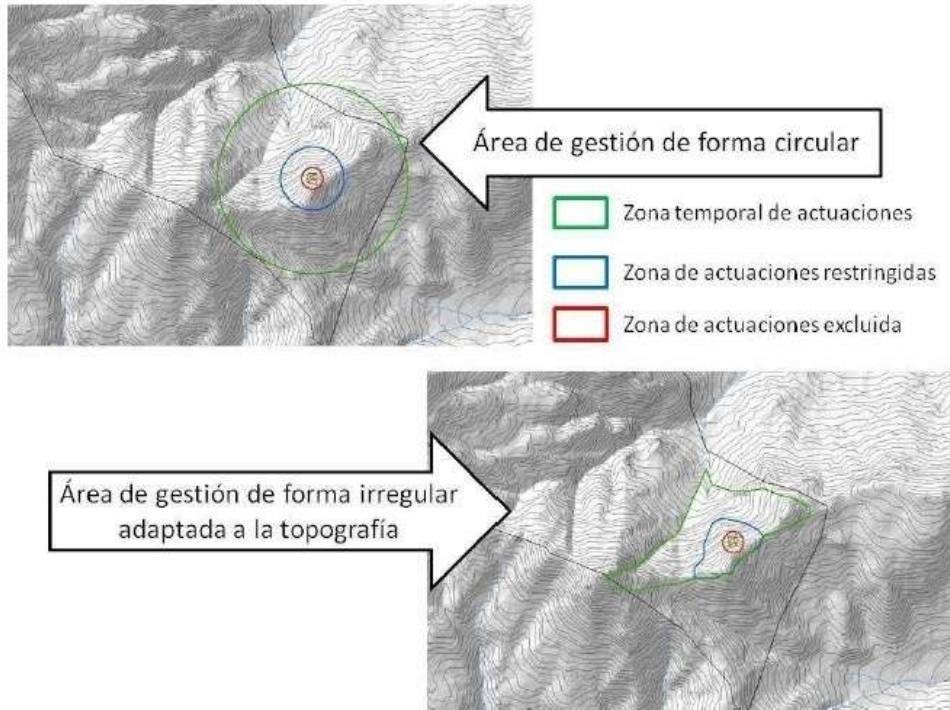 Área de gestión de forma circular
Zona temporal de actuaciones
Zona de actuaciones restringidas
Zona de actuaciones excluida
Área de gestión de forma irregular
adaptada a la topografía